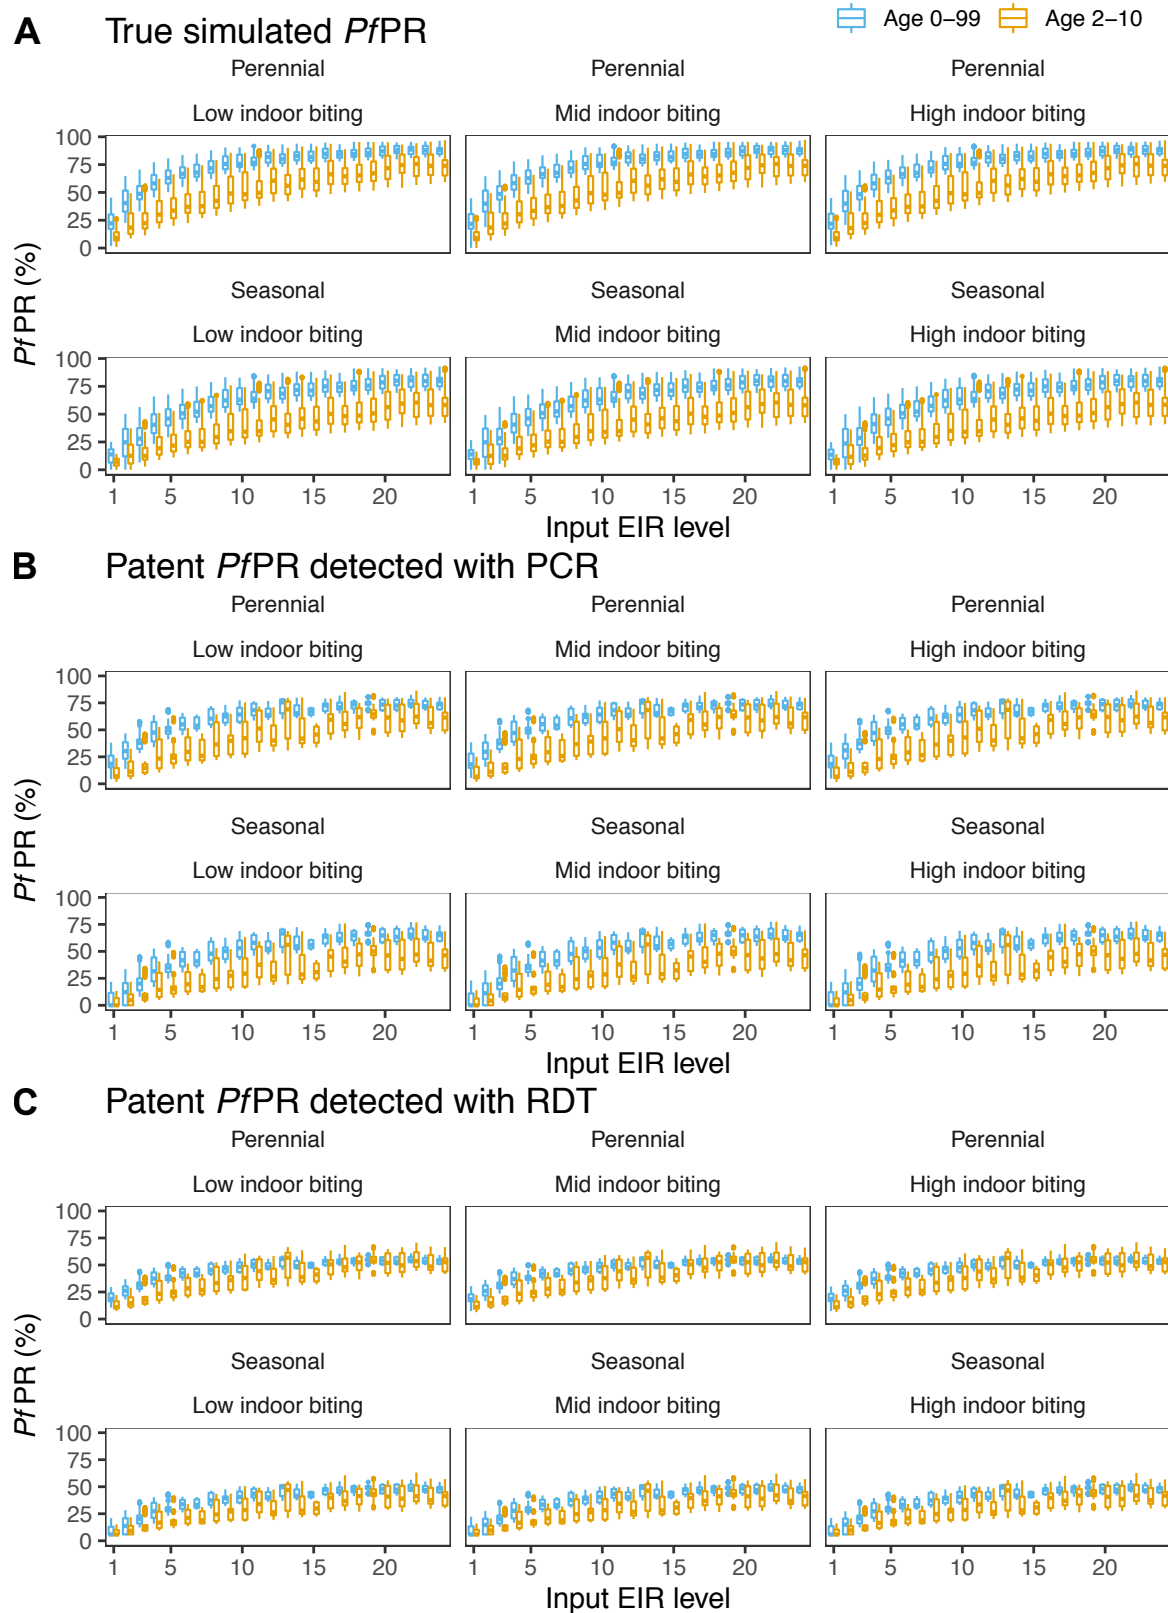 A True simulated PfPR
Age 0–99 Age 2–10
Perennial Perennial Perennial
Low indoor biting Mid indoor biting High indoor biting
100
75
50
25
0
PfPR (%)
Seasonal Seasonal Seasonal
Low indoor biting Mid indoor biting High indoor biting
100
75
50
25
0
1 5 10 15 20 1 5 10 15 20 1 5 10 15 20
Input EIR level
B Patent PfPR detected with PCR
Perennial Perennial Perennial
Low indoor biting Mid indoor biting High indoor biting
100
75
50
25
0
PfPR (%)
Seasonal Seasonal Seasonal
Low indoor biting Mid indoor biting High indoor biting
100
75
50
25
0
1 5 10 15 20 1 5 10 15 20 1 5 10 15 20
Input EIR level
C Patent PfPR detected with RDT
Perennial Perennial Perennial
Low indoor biting Mid indoor biting High indoor biting
100
75
50
25
0
PfPR (%)
Seasonal Seasonal Seasonal
Low indoor biting Mid indoor biting High indoor biting
100
75
50
25
0
1 5 10 15 20 1 5 10 15 20 1 5 10 15 20
Input EIR level